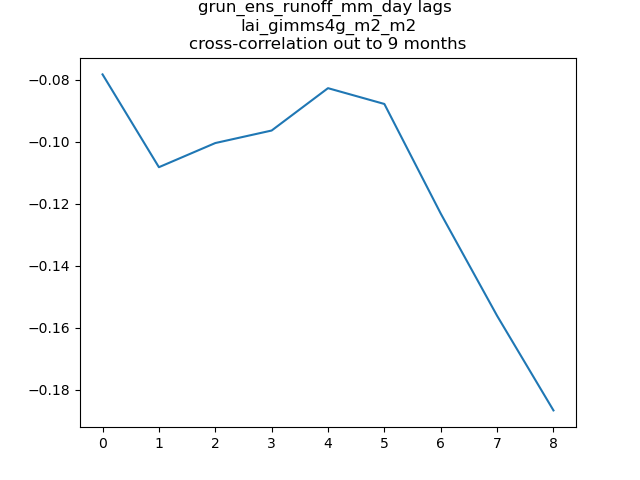 grun_ens_runoff_mm_day lags
lai_gimms4g_m2_m2
cross-correlation out to 9 months
−0.08
−0.10
−0.12
−0.14
−0.16
−0.18
0 1 2 3 4 5 6 7 8